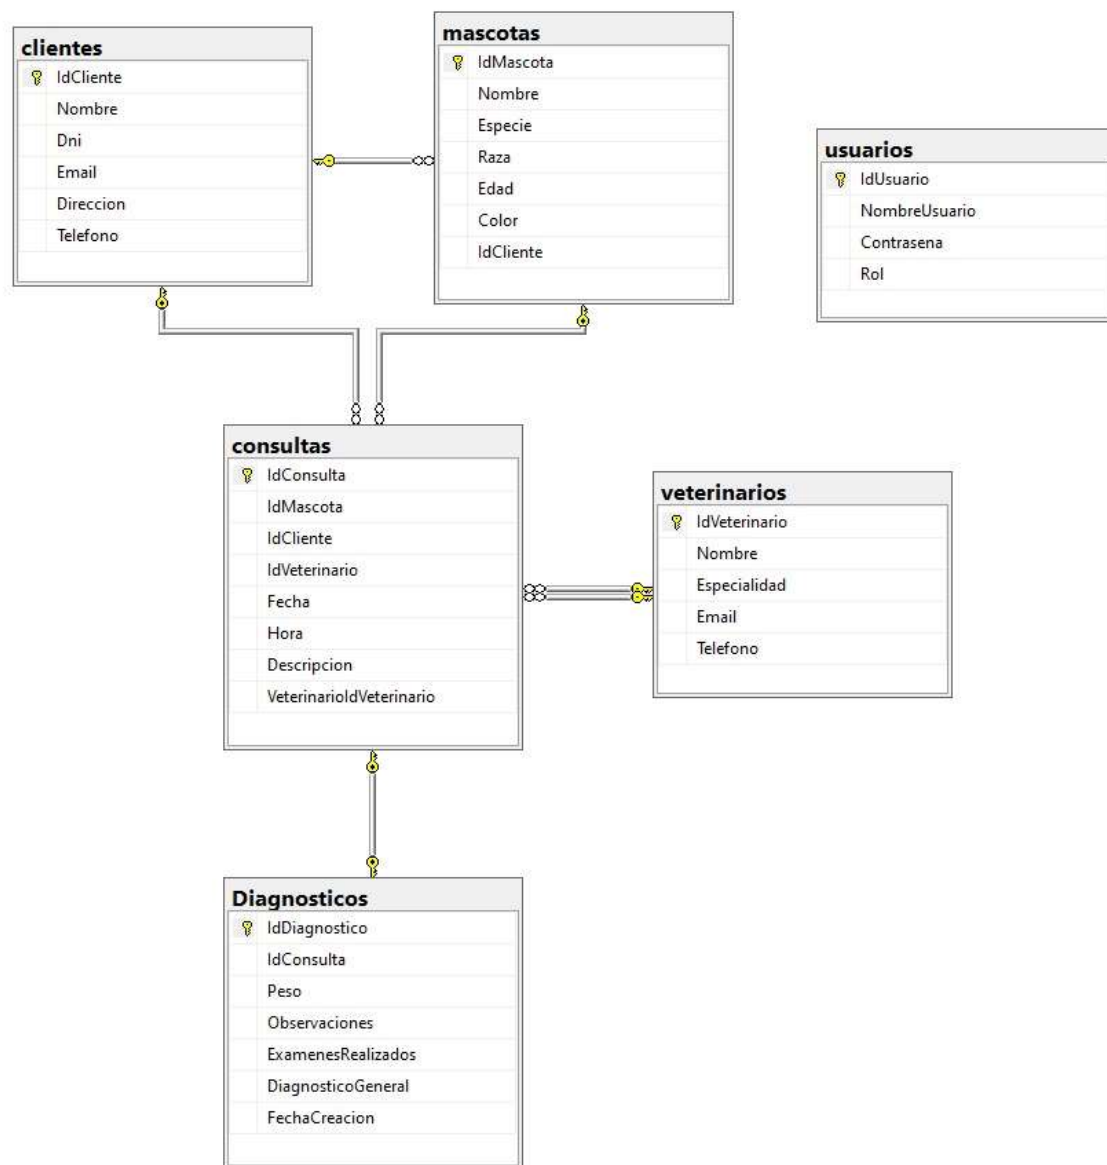 clientes
IdCliente
Nombre
Dni
Email
Direccion
Telefono
mascotas
IdMascota
Nombre
Especie
Raza
Edad
Color
IdCliente
usuarios
IdUsuario
NombreUsuario
Contrasena
Rol
consultas
IdConsulta
IdMascota
IdCliente
IdVeterinario
Fecha
Hora
Descripcion
VeterinarioIdVeterinario
veterinarios
IdVeterinario
Nombre
Especialidad
Email
Telefono
Diagnosticos
IdDiagnostico
IdConsulta
Peso
Observaciones
ExamenesRealizados
DiagnosticoGeneral
FechaCreacion